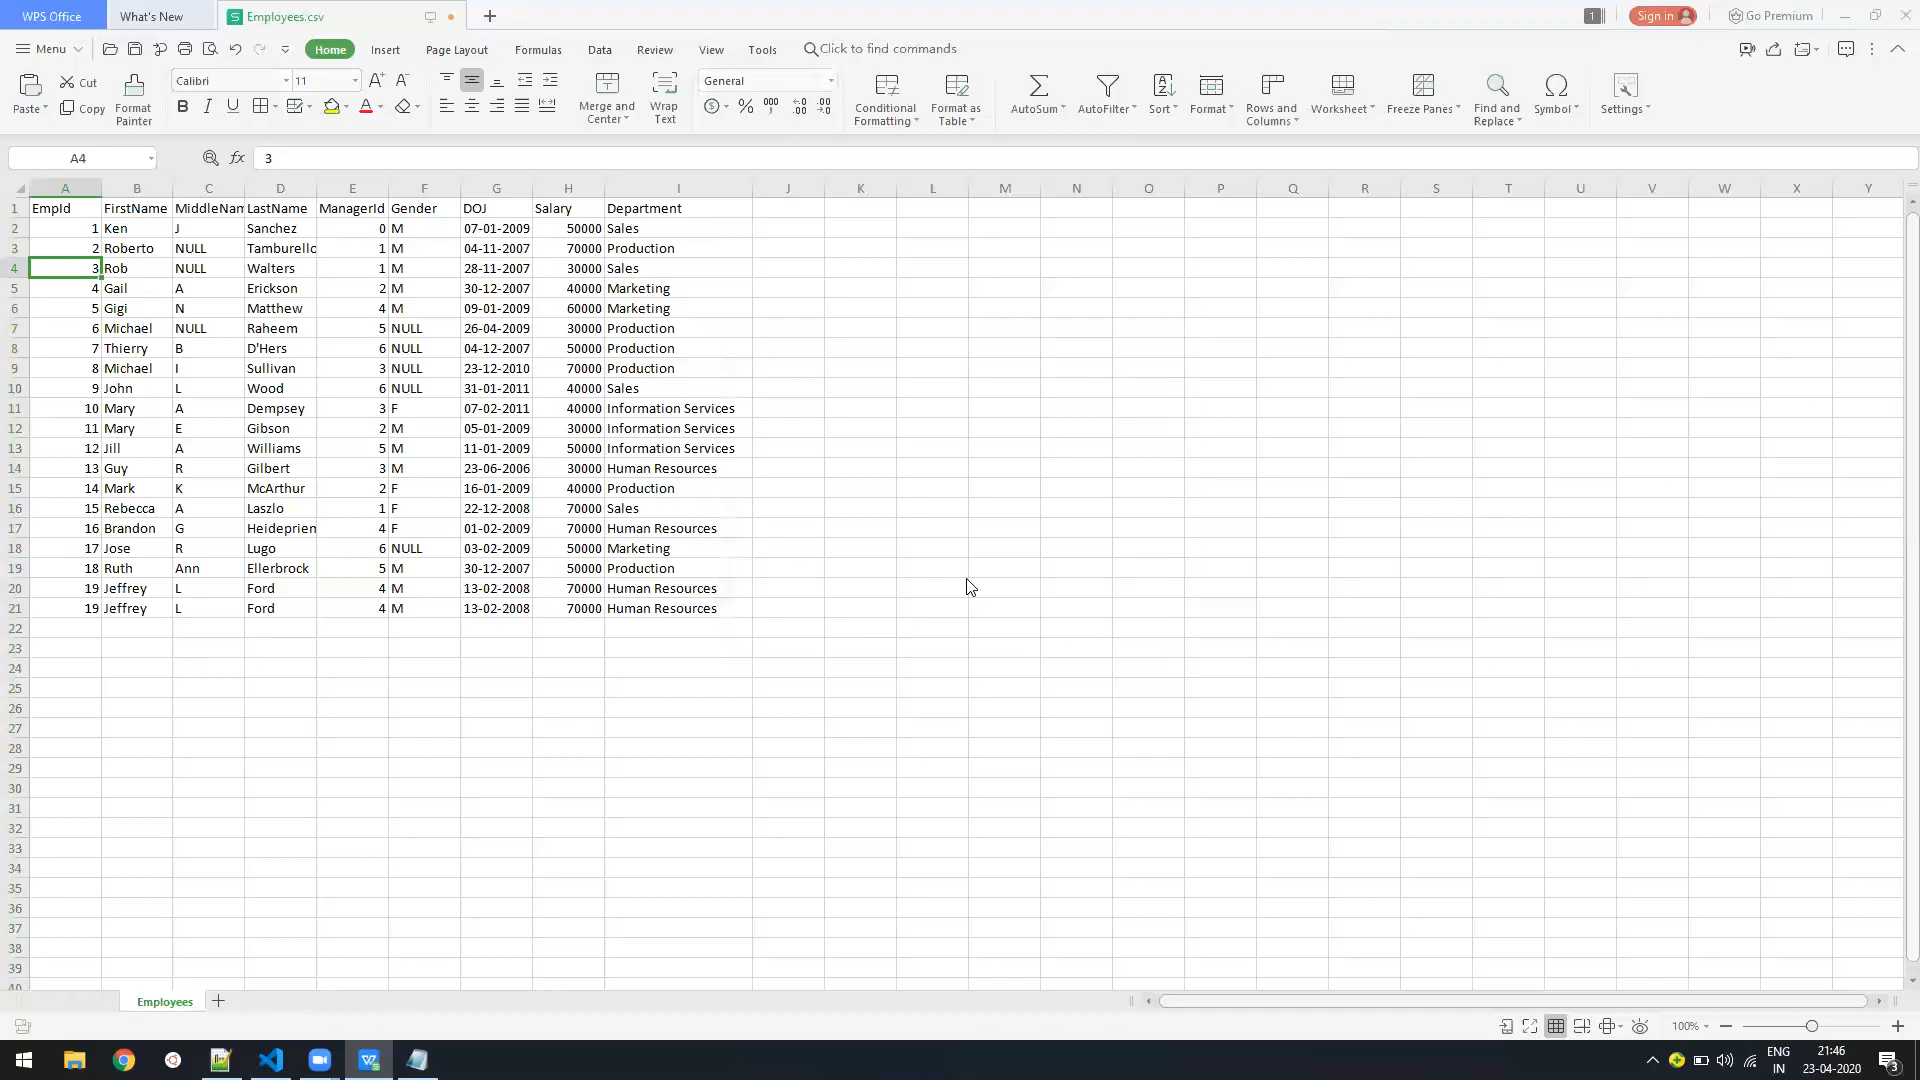 WPS Office What's New Employees.csv 1 Sign in Go Premium
Menu Home Insert Page Layout Formulas Data Review View Tools Click to find commands
Paste Cut Copy Format Painter Calibri 11 Merge and Center Wrap Text General Conditional Formatting Format as Table AutoSum AutoFilter Sort Format Rows and Columns Worksheet Freeze Panes Find and Replace Symbol Settings
A4 fx 3
A B C D E F G H I J K L M N O P Q R S T U V W X Y
1 EmpId FirstName MiddleNam LastName ManagerId Gender DOJ Salary Department
2 1 Ken J Sanchez 0 M 07-01-2009 50000 Sales
3 2 Roberto NULL Tamburello 1 M 04-11-2007 70000 Production
4 3 Rob NULL Walters 1 M 28-11-2007 30000 Sales
5 4 Gail A Erickson 2 M 30-12-2007 40000 Marketing
6 5 Gigi N Matthew 4 M 09-01-2009 60000 Marketing
7 6 Michael NULL Raheem 5 NULL 26-04-2009 30000 Production
8 7 Thierry B D'Hers 6 NULL 04-12-2007 50000 Production
9 8 Michael I Sullivan 3 NULL 23-12-2010 70000 Production
10 9 John L Wood 6 NULL 31-01-2011 40000 Sales
11 10 Mary A Dempsey 3 F 07-02-2011 40000 Information Services
12 11 Mary E Gibson 2 M 05-01-2009 30000 Information Services
13 12 Jill A Williams 5 M 11-01-2009 50000 Information Services
14 13 Guy R Gilbert 3 M 23-06-2006 30000 Human Resources
15 14 Mark K McArthur 2 F 16-01-2009 40000 Production
16 15 Rebecca A Laszlo 1 F 22-12-2008 70000 Sales
17 16 Brandon G Heideprien 4 F 01-02-2009 70000 Human Resources
18 17 Jose R Lugo 6 NULL 03-02-2009 50000 Marketing
19 18 Ruth Ann Ellerbrock 5 M 30-12-2007 50000 Production
20 19 Jeffrey L Ford 4 M 13-02-2008 70000 Human Resources
21 19 Jeffrey L Ford 4 M 13-02-2008 70000 Human Resources
22
23
24
25
26
27
28
29
30
31
32
33
34
35
36
37
38
39
40
Employees
100%
ENG 21:46
IN 23-04-2020 3